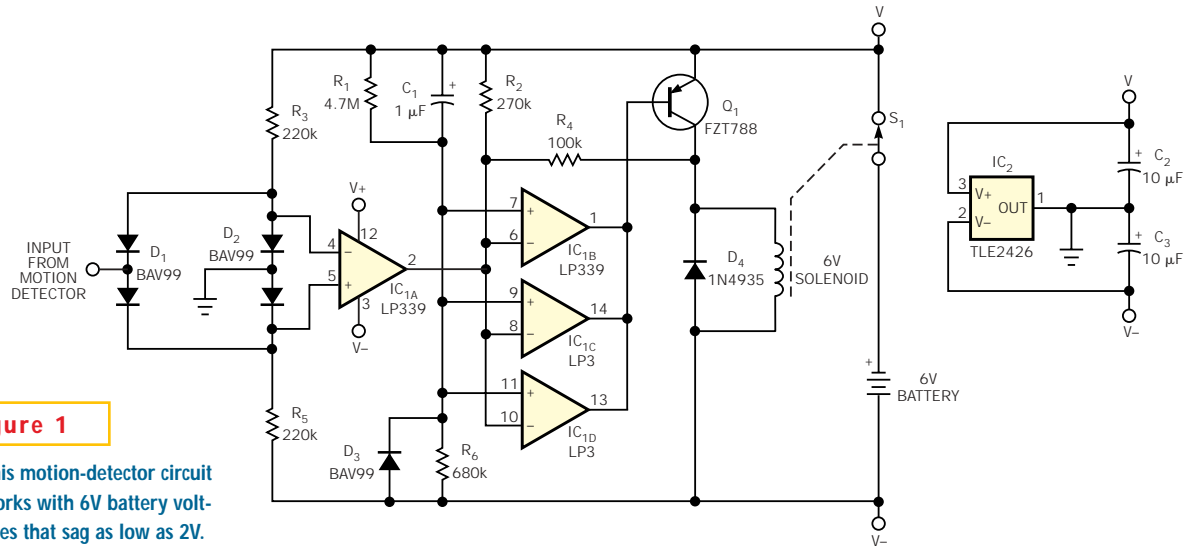 V
R1
4.7M
C1
1 µF
+
R2
270k
Q1
FZT788
R3
220k
R4
100k
S1
V
IC2
3
V+
2
V–
OUT
1
TLE2426
+
C2
10 µF
+
C3
10 µF
V–
INPUT
FROM
MOTION
DETECTOR
D1
BAV99
D2
BAV99
V+
12
4
–
5
+
2
3
V–
IC1A
LP339
7
+
6
–
1
IC1B
LP339
9
+
8
–
14
IC1C
LP3
11
+
10
–
13
IC1D
LP3
D4
1N4935
6V
SOLENOID
+
6V
BATTERY
R5
220k
D3
BAV99
R6
680k
V–
gure 1
his motion-detector circuit
orks with 6V battery volt-
es that sag as low as 2V.